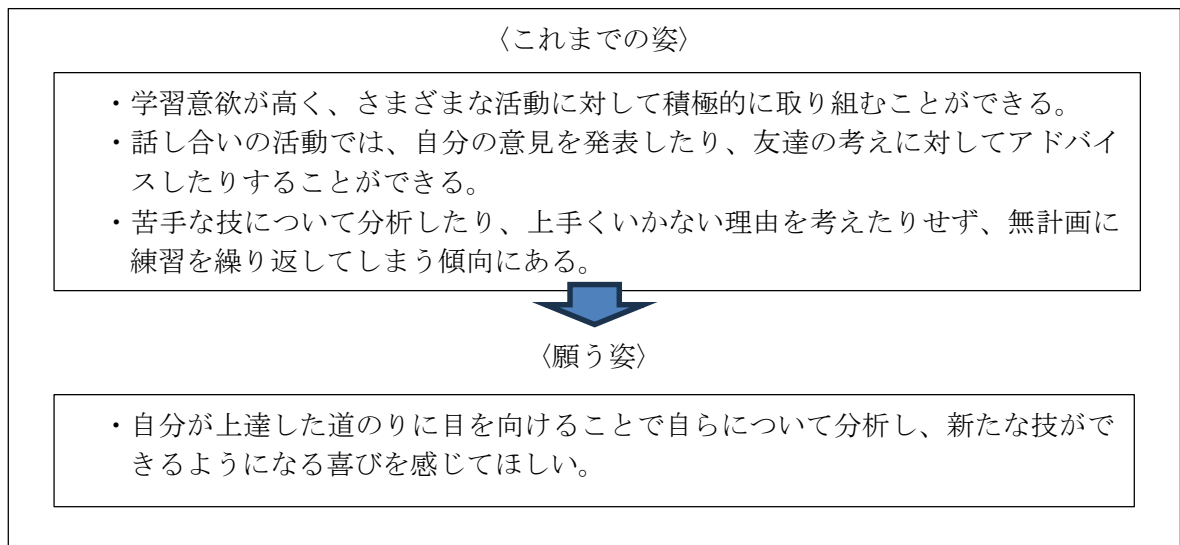 〈これまでの姿〉
・学習意欲が高く、さまざまな活動に対して積極的に取り組むことができる。
・話し合いの活動では、自分の意見を発表したり、友達の考えに対してアドバイ
スしたりすることができる。
・苦手な技について分析したり、上手くいかない理由を考えたりせず、無計画に
練習を繰り返してしまう傾向にある。
〈願う姿〉
・自分が上達した道のりに目を向けることで自らについて分析し、新たな技がで
きるようになる喜びを感じてほしい。